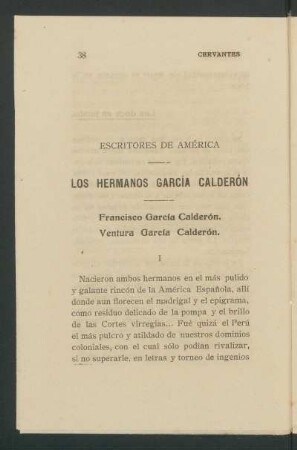 38 CERVANTES
ESCRITORES DE AMÉRICA
LOS HERMANOS GARCÍA CALDERÓN
Francisco García Calderón.
Ventura García Calderón.
I
Nacieron ambos hermanos en el más pulido
y galante rincón de la América Española, allí
donde aun florecen el madrigal y el epigrama,
como residuo delicado de la pompa y el brillo
de las Cortes virregias... Fué quizá el Perú
el más pulcro y atildado de nuestros dominios
coloniales, con el cual sólo podían rivalizar,
si no superarle, en letras y torneo de ingenios